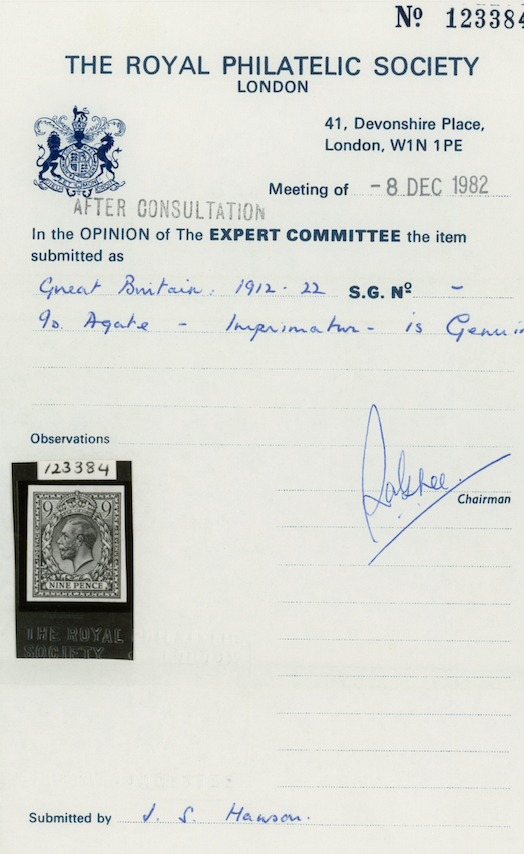 Nº 123384
THE ROYAL PHILATELIC SOCIETY
LONDON
41, Devonshire Place,
London, W1N 1PE
Meeting of -8 DEC 1982
AFTER CONSULTATION
In the OPINION of The EXPERT COMMITTEE the item
submitted as
Great Britain: 1912-22 S.G. Nº -
9d. Agate - Imprimatur - is Genuin
Observations
Chairman
123384
9 9
NINE PENCE
THE ROYAL
SOCIETY
Submitted by J. S. Hawson.